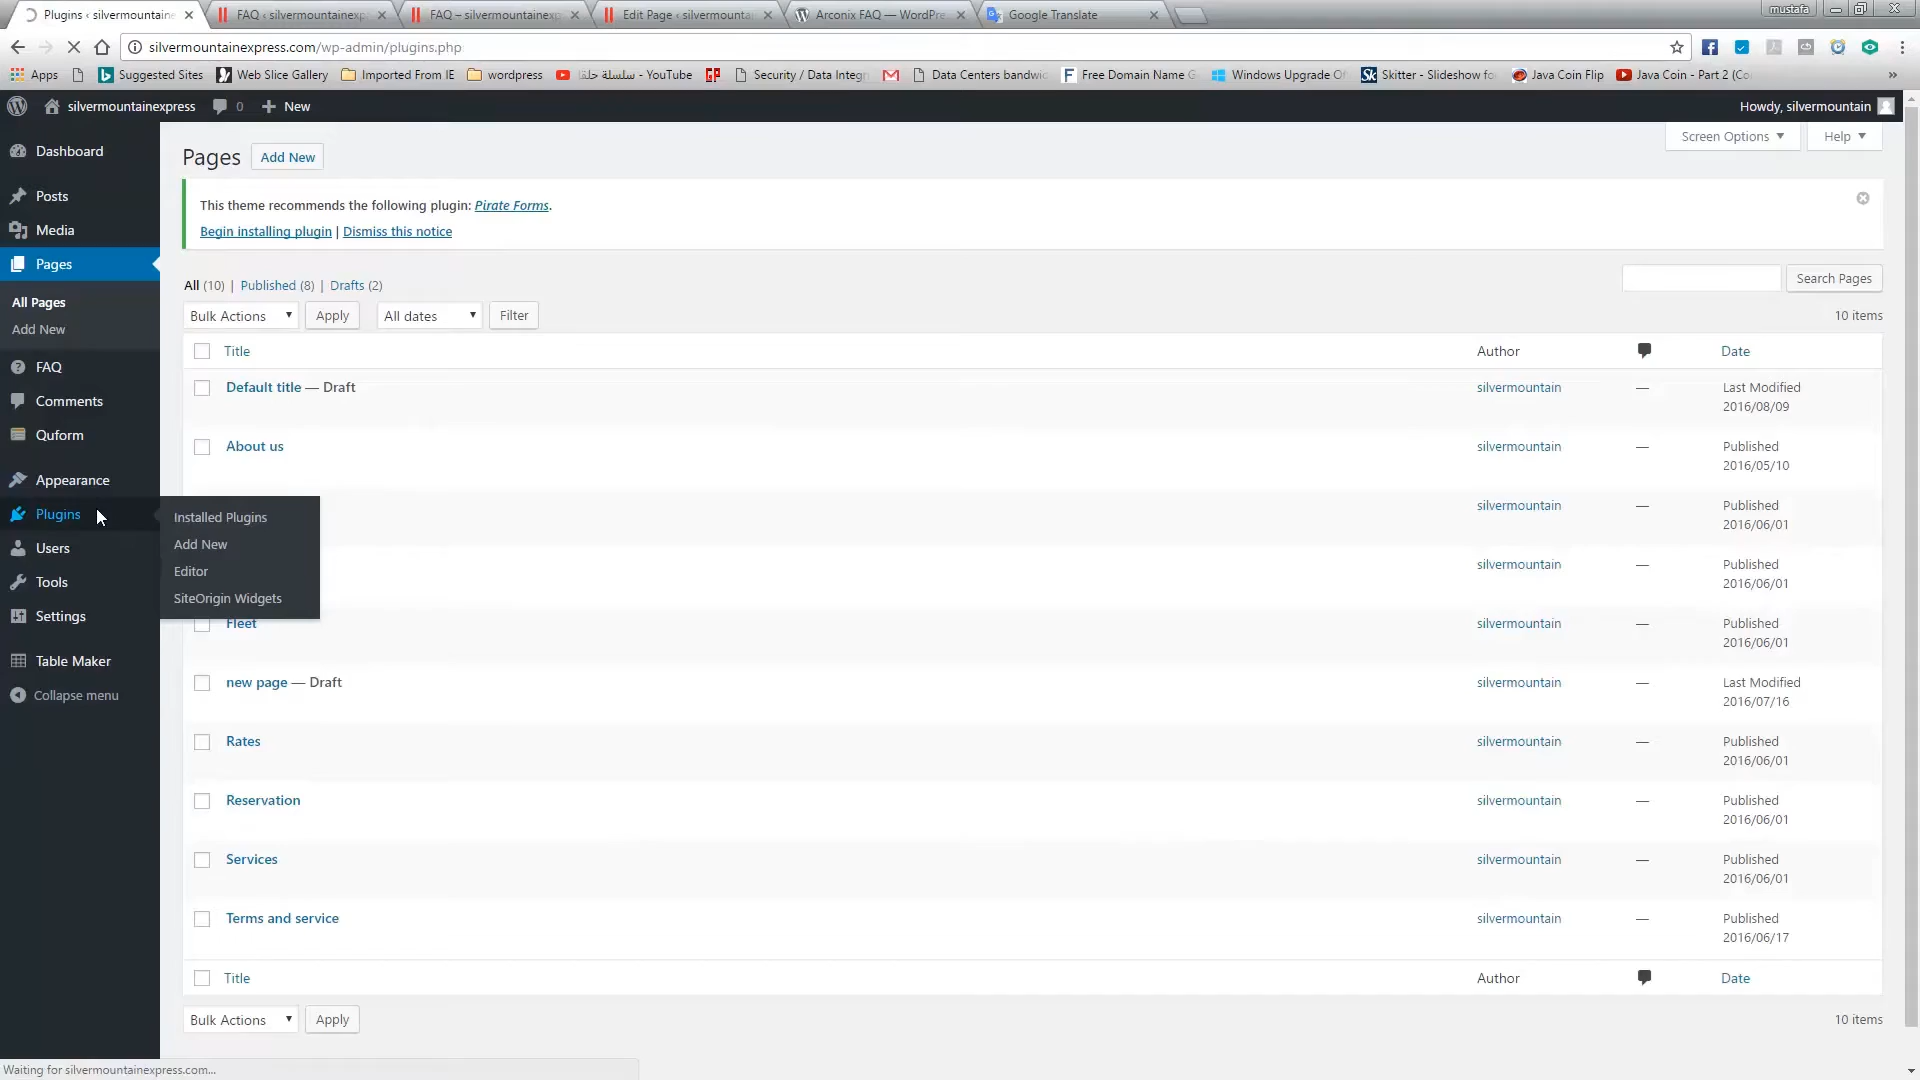 Plugins ‹ silvermountaine
FAQ ‹ silvermountainexp
FAQ – silvermountainexp
Edit Page ‹ silvermounta
Arconix FAQ — WordPre
Google Translate
mustafa
silvermountainexpress.com/wp-admin/plugins.php
Apps
Suggested Sites
Web Slice Gallery
Imported From IE
wordpress
سلسلة حلقا - YouTube
Security / Data Integ
Data Centers bandwi
Free Domain Name
Windows Upgrade O
Skitter - Slideshow fo
Java Coin Flip
Java Coin - Part 2 (Co
»
silvermountainexpress
0
New
Howdy, silvermountain
Dashboard
Posts
Media
Pages
All Pages
Add New
FAQ
Comments
Quform
Appearance
Plugins
Users
Tools
Settings
Table Maker
Collapse menu
Installed Plugins
Add New
Editor
SiteOrigin Widgets
Screen Options
Help
Pages
Add New
This theme recommends the following plugin: Pirate Forms.
Begin installing plugin | Dismiss this notice
All (10) | Published (8) | Drafts (2)
Search Pages
Bulk Actions
Apply
All dates
Filter
10 items
Title Author Date
Default title — Draft silvermountain — Last Modified
2016/08/09
About us silvermountain — Published
2016/05/10
silvermountain — Published
2016/06/01
silvermountain — Published
2016/06/01
Fleet silvermountain — Published
2016/06/01
new page — Draft silvermountain — Last Modified
2016/07/16
Rates silvermountain — Published
2016/06/01
Reservation silvermountain — Published
2016/06/01
Services silvermountain — Published
2016/06/01
Terms and service silvermountain — Published
2016/06/17
Title Author Date
Bulk Actions
Apply
10 items
Waiting for silvermountainexpress.com...